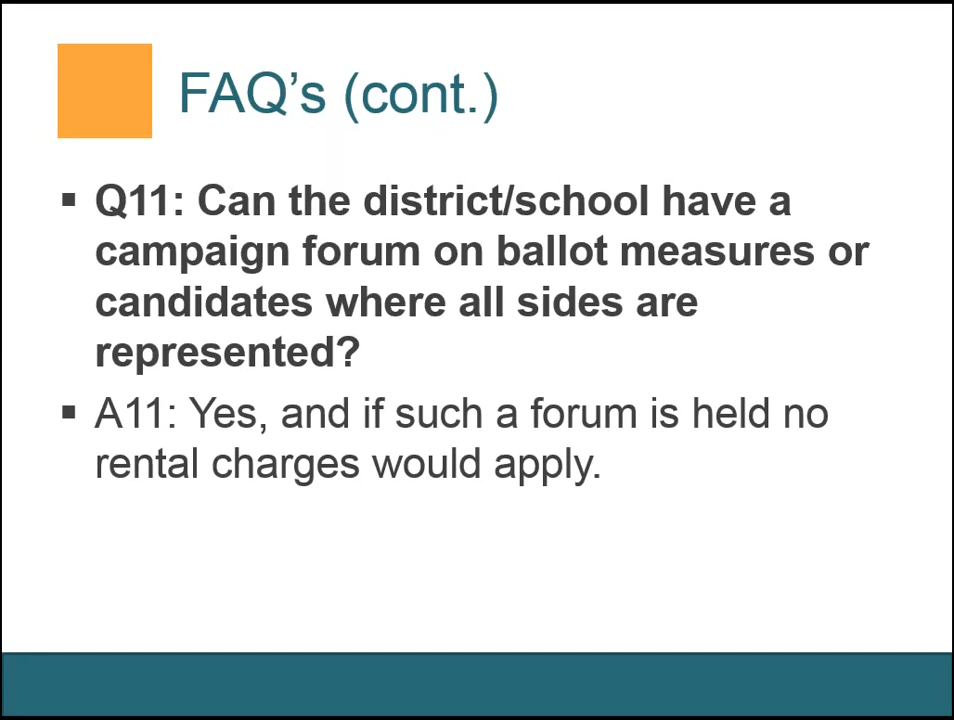 FAQ’s (cont.)
▪ Q11: Can the district/school have a
campaign forum on ballot measures or
candidates where all sides are
represented?
▪ A11: Yes, and if such a forum is held no
rental charges would apply.